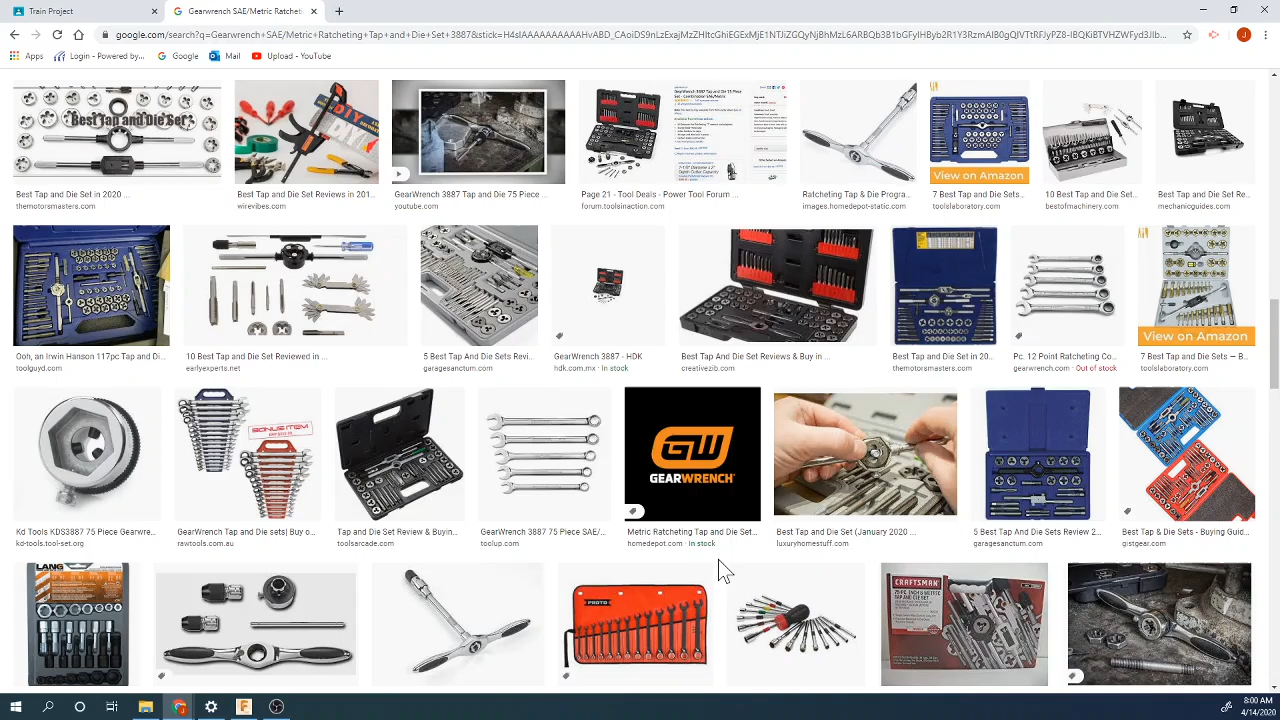 Train Project
Gearwrench SAE/Metric Ratcheti
google.com/search?q=Gearwrench+SAE/Metric+Ratcheting+Tap+and+Die+Set+3887&stick=
J
Apps
Login - Powered by...
Google
Mail
Upload - YouTube
Best Tap and Die Set
View on Amazon
Best Tap and Die Set in 2020 ...
Best Tap and Die Set Reviews in 201...
GearWrench 3887 Tap and Die 75 Piece ...
Page 21 - Tool Deals - Power Tool Forum ...
Ratcheting Tap & Die Progra...
7 Best Tap and Die Sets...
10 Best Tap and Die Set...
Best Tap and Die Set Re...
themotorsmasters.com
wirevibes.com
youtube.com
forum.toolsinaction.com
images.homedepot-static.com
toolslaboratory.com
bestofmachinery.com
mechanicguides.com
View on Amazon
Ooh, an Irwin Hanson 117pc Tap and Di...
10 Best Tap and Die Set Reviewed in ...
5 Best Tap And Die Sets Revi...
GearWrench 3887 - HDK
Best Tap And Die Set Reviews & Buy in ...
Best Tap and Die Set in 20...
Pc. 12 Point Ratcheting Co...
7 Best Tap and Die Sets — B...
toolguyd.com
earlyexperts.net
garagesanctum.com
hdk.com.mx · In stock
creativezib.com
themotorsmasters.com
gearwrench.com · Out of stock
toolslaboratory.com
BONUS ITEM
GW
GEARWRENCH
Kd Tools KDS3887 75 Piece Gearwre...
GearWrench Tap and Die Sets| Buy o...
Tap and Die Set Review & Buyin...
GearWrench 3887 75 Piece SAE/...
Metric Ratcheting Tap and Die Set...
Best Tap and Die Set (January 2020 ...
5 Best Tap And Die Sets Review 2...
Best Tap & Die Sets - Buying Guid...
kd-tools.tool-set.org
rawtools.com.au
toolsarcade.com
toolup.com
homedepot.com · In stock
luxuryhomestuff.com
garagesanctum.com
gistgear.com
LANG
PROTO
CRAFTSMAN
8:00 AM
4/14/2020